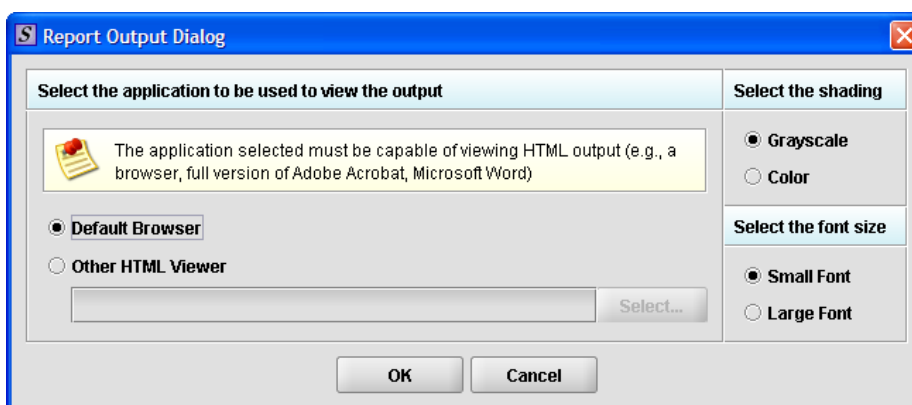 S Report Output Dialog
Select the application to be used to view the output
The application selected must be capable of viewing HTML output (e.g., a
browser, full version of Adobe Acrobat, Microsoft Word)
Default Browser
Other HTML Viewer
Select...
Select the shading
Grayscale
Color
Select the font size
Small Font
Large Font
OK
Cancel